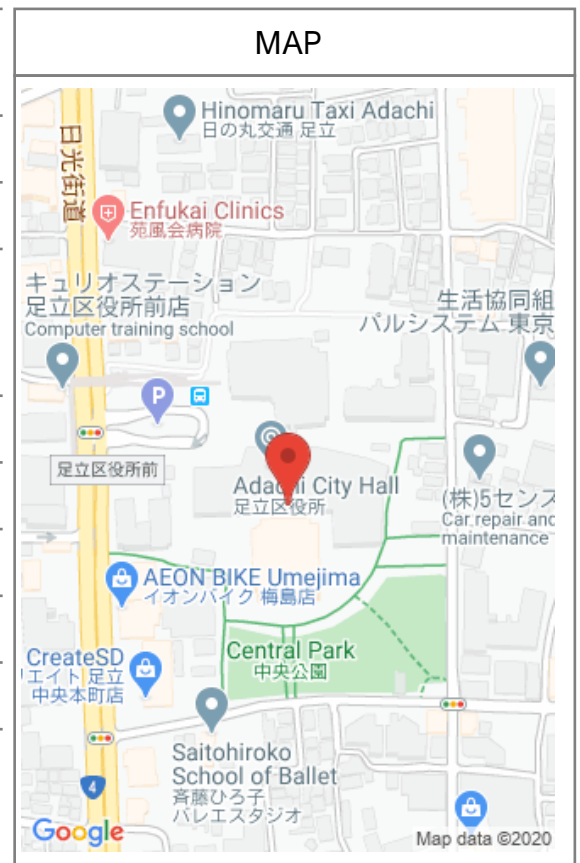 MAP
Hinomaru Taxi Adachi
日の丸交通 足立
日光街道
Enfukai Clinics
苑風会病院
キュリオステーション
足立区役所前店
Computer training school
生活協同組
パルシステム 東京
P
足立区役所前
Adachi City Hall
足立区役所
(株)5センス
Car repair and
maintenance
AEON BIKE Umejima
イオンバイク 梅島店
Central Park
中央公園
CreateSD
リエイト 足立
中央本町店
Saitohiroko
School of Ballet
斉藤ひろ子
バレエスタジオ
4
Google
Map data ©2020